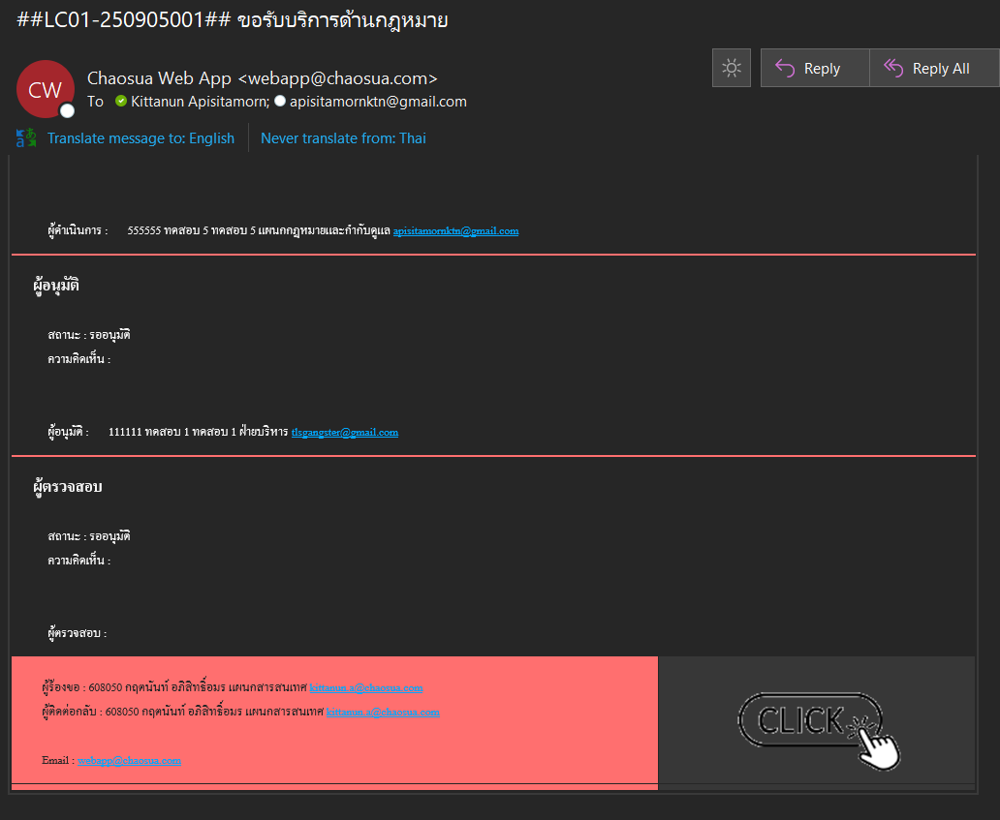 ##LC01-250905001## ขอรับบริการด้านกฎหมาย
CW
Chaosua Web App <webapp@chaosua.com>
To Kittanun Apisitamorn; apisitamornktn@gmail.com
Reply
Reply All
Translate message to: English
Never translate from: Thai
ผู้ดำเนินการ : 555555 ทดสอบ 5 ทดสอบ 5 แผนกกฎหมายและกำกับดูแล apisitamornktn@gmail.com
ผู้อนุมัติ
สถานะ : รออนุมัติ
ความคิดเห็น :
ผู้อนุมัติ : 111111 ทดสอบ 1 ทดสอบ 1 ฝ่ายบริหาร tlsgangster@gmail.com
ผู้ตรวจสอบ
สถานะ : รออนุมัติ
ความคิดเห็น :
ผู้ตรวจสอบ :
ผู้ร้องขอ : 608050 กฤตนันท์ อภิสิทธิ์อมร แผนกสารสนเทศ kittanun.a@chaosua.com
ผู้ติดต่อกลับ : 608050 กฤตนันท์ อภิสิทธิ์อมร แผนกสารสนเทศ kittanun.a@chaosua.com
Email : webapp@chaosua.com
CLICK